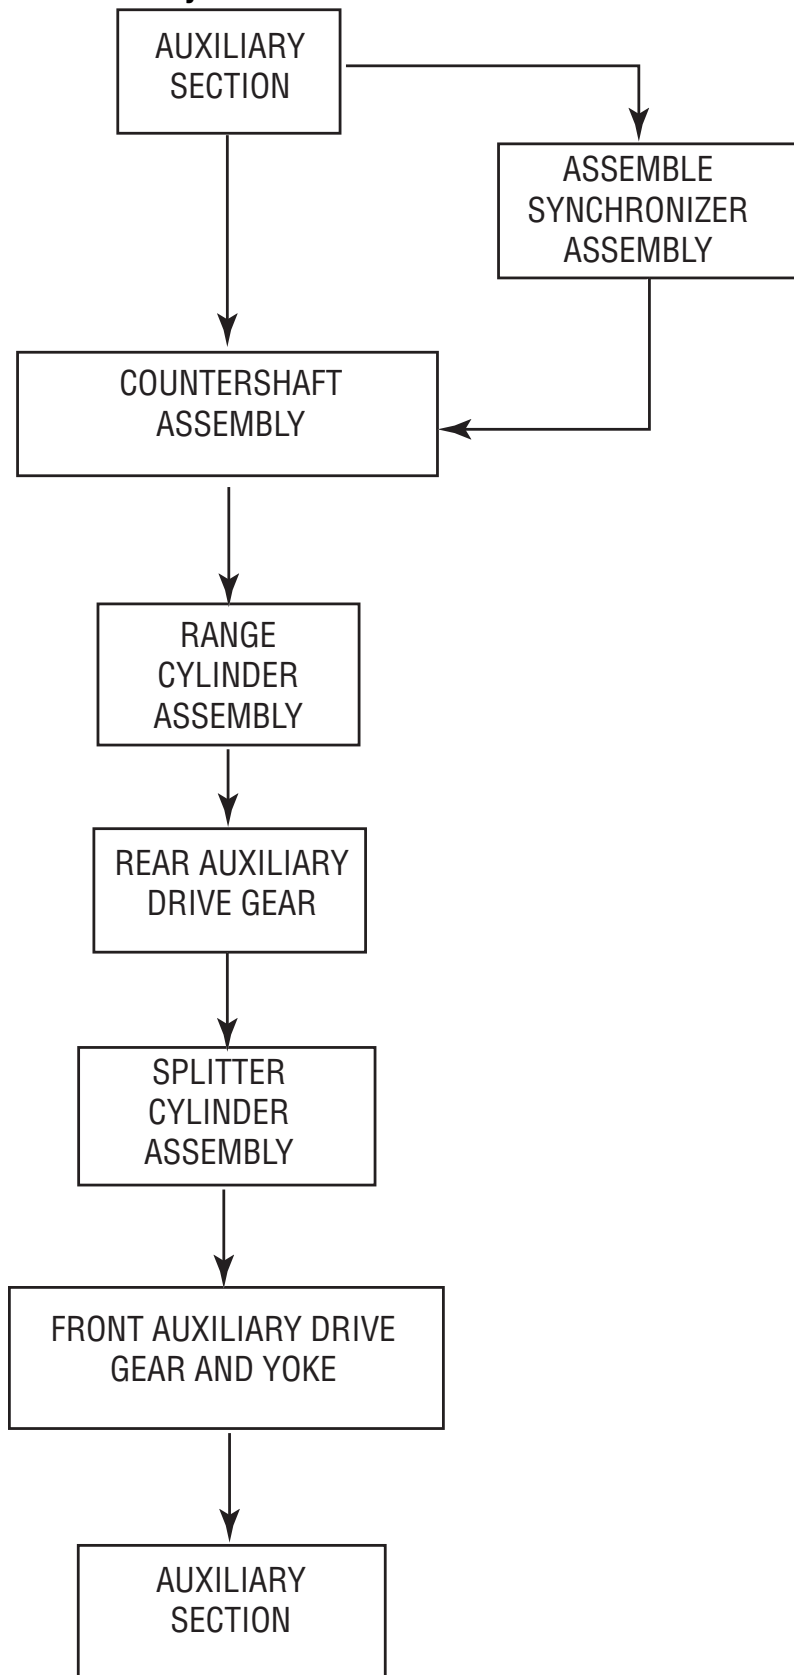 AUXILIARY
SECTION
ASSEMBLE
SYNCHRONIZER
ASSEMBLY
COUNTERSHAFT
ASSEMBLY
RANGE
CYLINDER
ASSEMBLY
REAR AUXILIARY
DRIVE GEAR
SPLITTER
CYLINDER
ASSEMBLY
FRONT AUXILIARY DRIVE
GEAR AND YOKE
AUXILIARY
SECTION